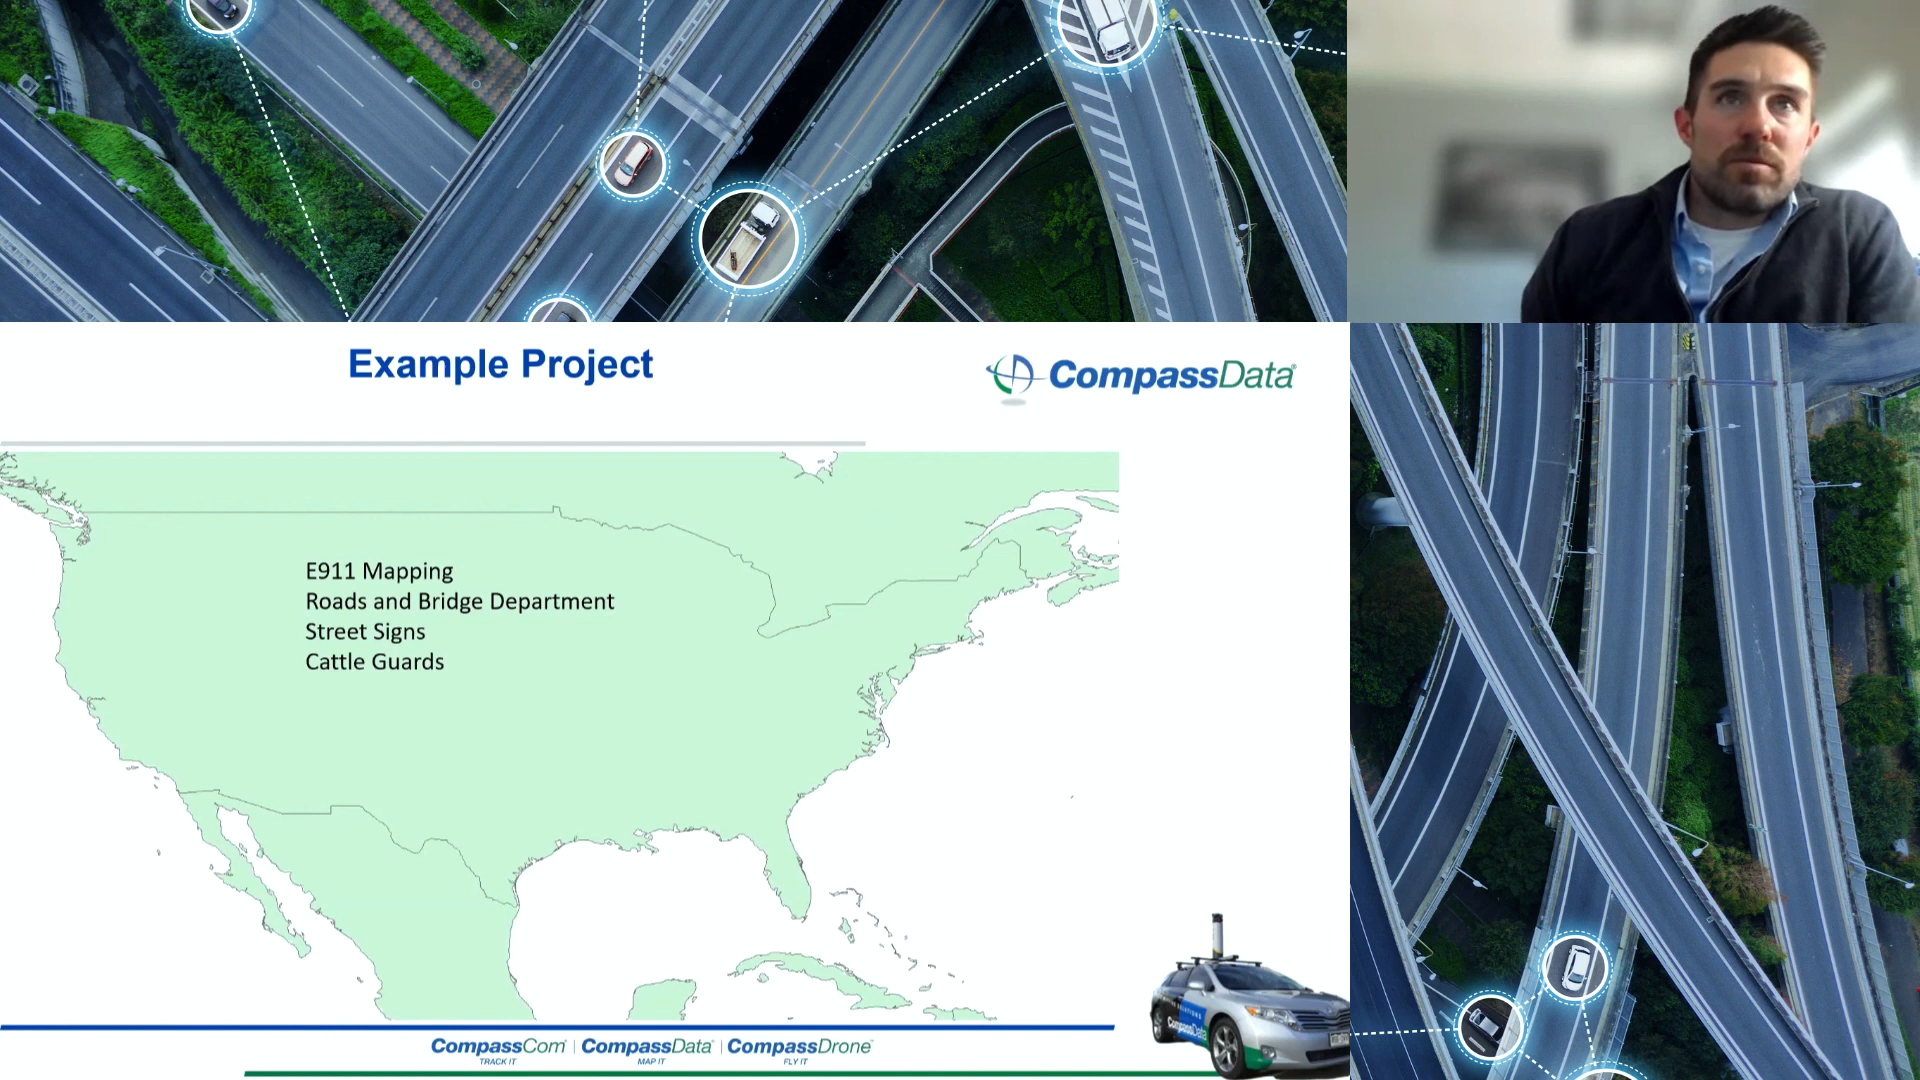 Example Project
CompassData
E911 Mapping
Roads and Bridge Department
Street Signs
Cattle Guards
CompassData
CompassCom | CompassData | CompassDrone
TRACK IT MAP IT FLY IT